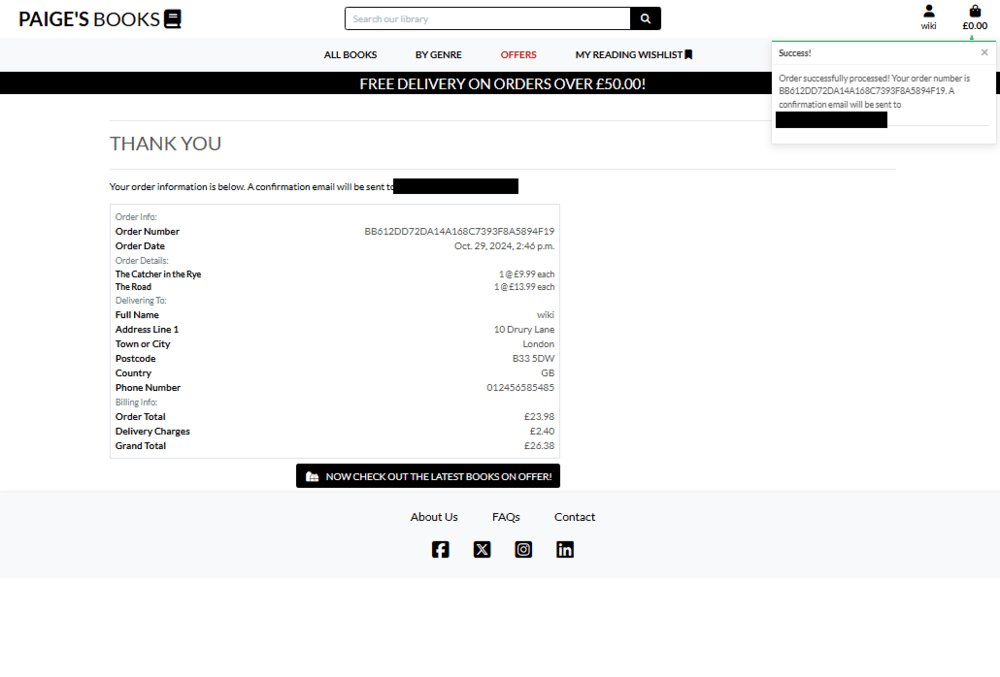 PAIGE'S BOOKS
Search our library
wiki
£0.00
ALL BOOKS BY GENRE OFFERS MY READING WISHLIST
FREE DELIVERY ON ORDERS OVER £50.00!
Success!
Order successfully processed! Your order number is
BB612DD72DA14A168C7393F8A5894F19. A
confirmation email will be sent to
THANK YOU
Your order information is below. A confirmation email will be sent to
Order Info:
Order Number BB612DD72DA14A168C7393F8A5894F19
Order Date Oct. 29, 2024, 2:46 p.m.
Order Details:
The Catcher in the Rye 1 @ £9.99 each
The Road 1 @ £13.99 each
Delivering To:
Full Name wiki
Address Line 1 10 Drury Lane
Town or City London
Postcode B33 5DW
Country GB
Phone Number 012456585485
Billing Info:
Order Total £23.98
Delivery Charges £2.40
Grand Total £26.38
NOW CHECK OUT THE LATEST BOOKS ON OFFER!
About Us FAQs Contact